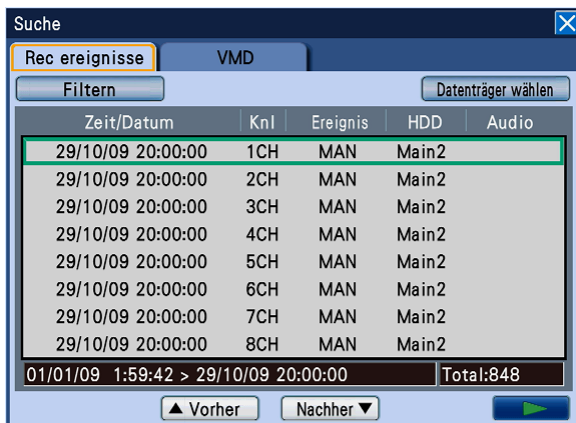 Suche
Rec ereignisse VMD
Filtern Datenträger wählen
Zeit/Datum Knl Ereignis HDD Audio
29/10/09 20:00:00 1CH MAN Main2
29/10/09 20:00:00 2CH MAN Main2
29/10/09 20:00:00 3CH MAN Main2
29/10/09 20:00:00 4CH MAN Main2
29/10/09 20:00:00 5CH MAN Main2
29/10/09 20:00:00 6CH MAN Main2
29/10/09 20:00:00 7CH MAN Main2
29/10/09 20:00:00 8CH MAN Main2
01/01/09 1:59:42 > 29/10/09 20:00:00 Total:848
▲ Vorher Nachher ▼